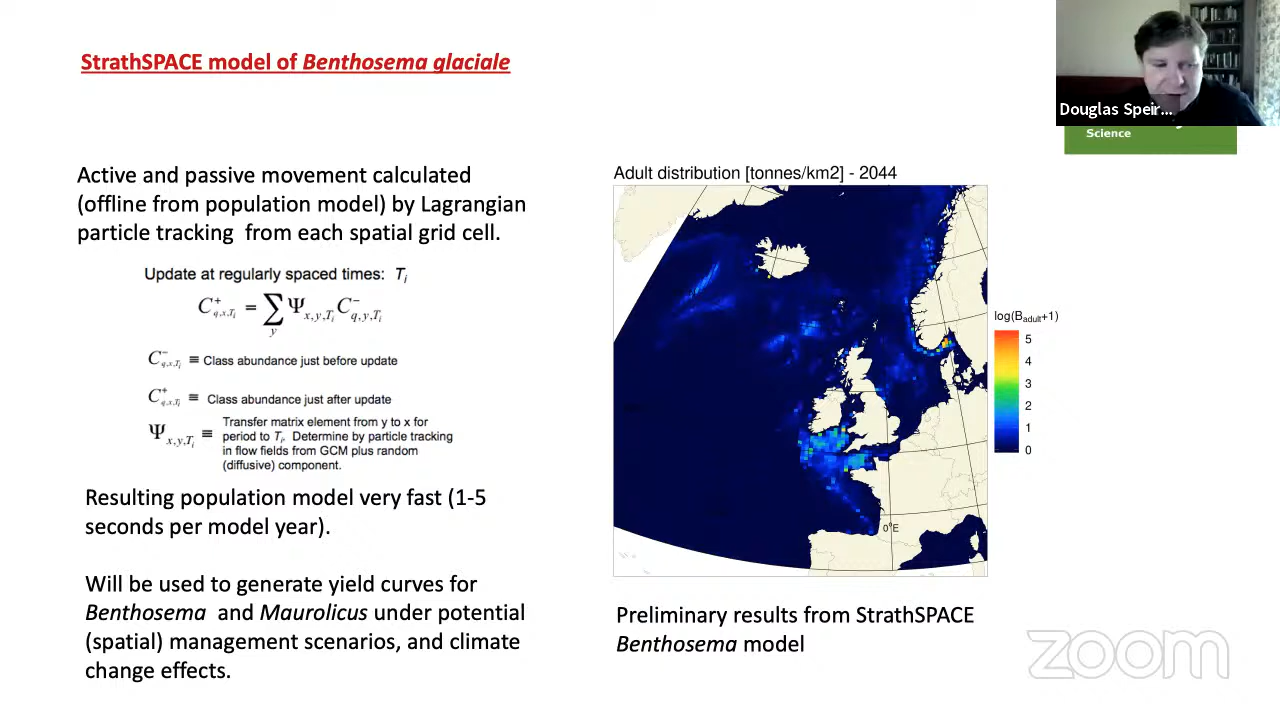 StrathSPACE model of Benthosema glaciale
Douglas Speir...
Science
Active and passive movement calculated
(offline from population model) by Lagrangian
particle tracking from each spatial grid cell.
Update at regularly spaced times: Tᵢ
C⁺q,x,Tᵢ = ∑y Ψx,y,Tᵢ C⁻q,y,Tᵢ
C⁻q,x,Tᵢ ≡ Class abundance just before update
C⁺q,x,Tᵢ ≡ Class abundance just after update
Ψx,y,Tᵢ ≡ Transfer matrix element from y to x for
period to Tᵢ. Determine by particle tracking
in flow fields from GCM plus random
(diffusive) component.
Resulting population model very fast (1-5
seconds per model year).
Will be used to generate yield curves for
Benthosema and Maurolicus under potential
(spatial) management scenarios, and climate
change effects.
Adult distribution [tonnes/km2] - 2044
log(Badult+1)
5
4
3
2
1
0
0°E
Preliminary results from StrathSPACE
Benthosema model
zoom